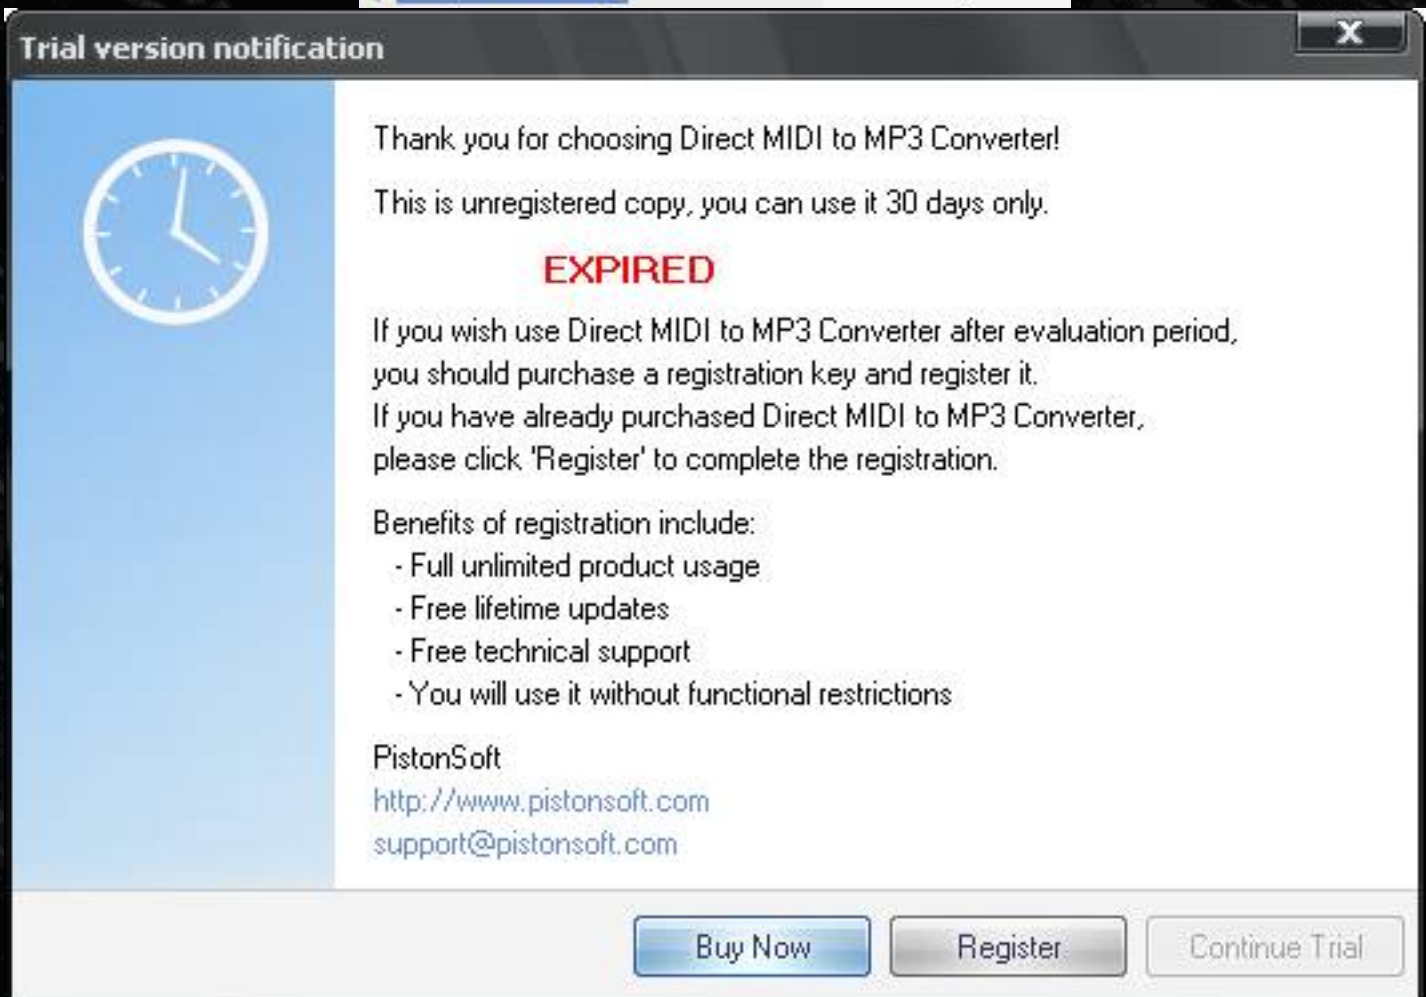 Trial version notification
X
Thank you for choosing Direct MIDI to MP3 Converter!
This is unregistered copy, you can use it 30 days only.
EXPIRED
If you wish use Direct MIDI to MP3 Converter after evaluation period,
you should purchase a registration key and register it.
If you have already purchased Direct MIDI to MP3 Converter,
please click 'Register' to complete the registration.
Benefits of registration include:
- Full unlimited product usage
- Free lifetime updates
- Free technical support
- You will use it without functional restrictions
PistonSoft
http://www.pistonsoft.com
support@pistonsoft.com
Buy Now Register Continue Trial